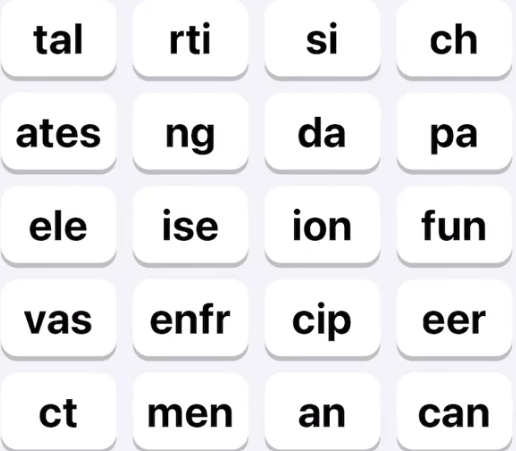 tal rti si ch
ates ng da pa
ele ise ion fun
vas enfr cip eer
ct men an can